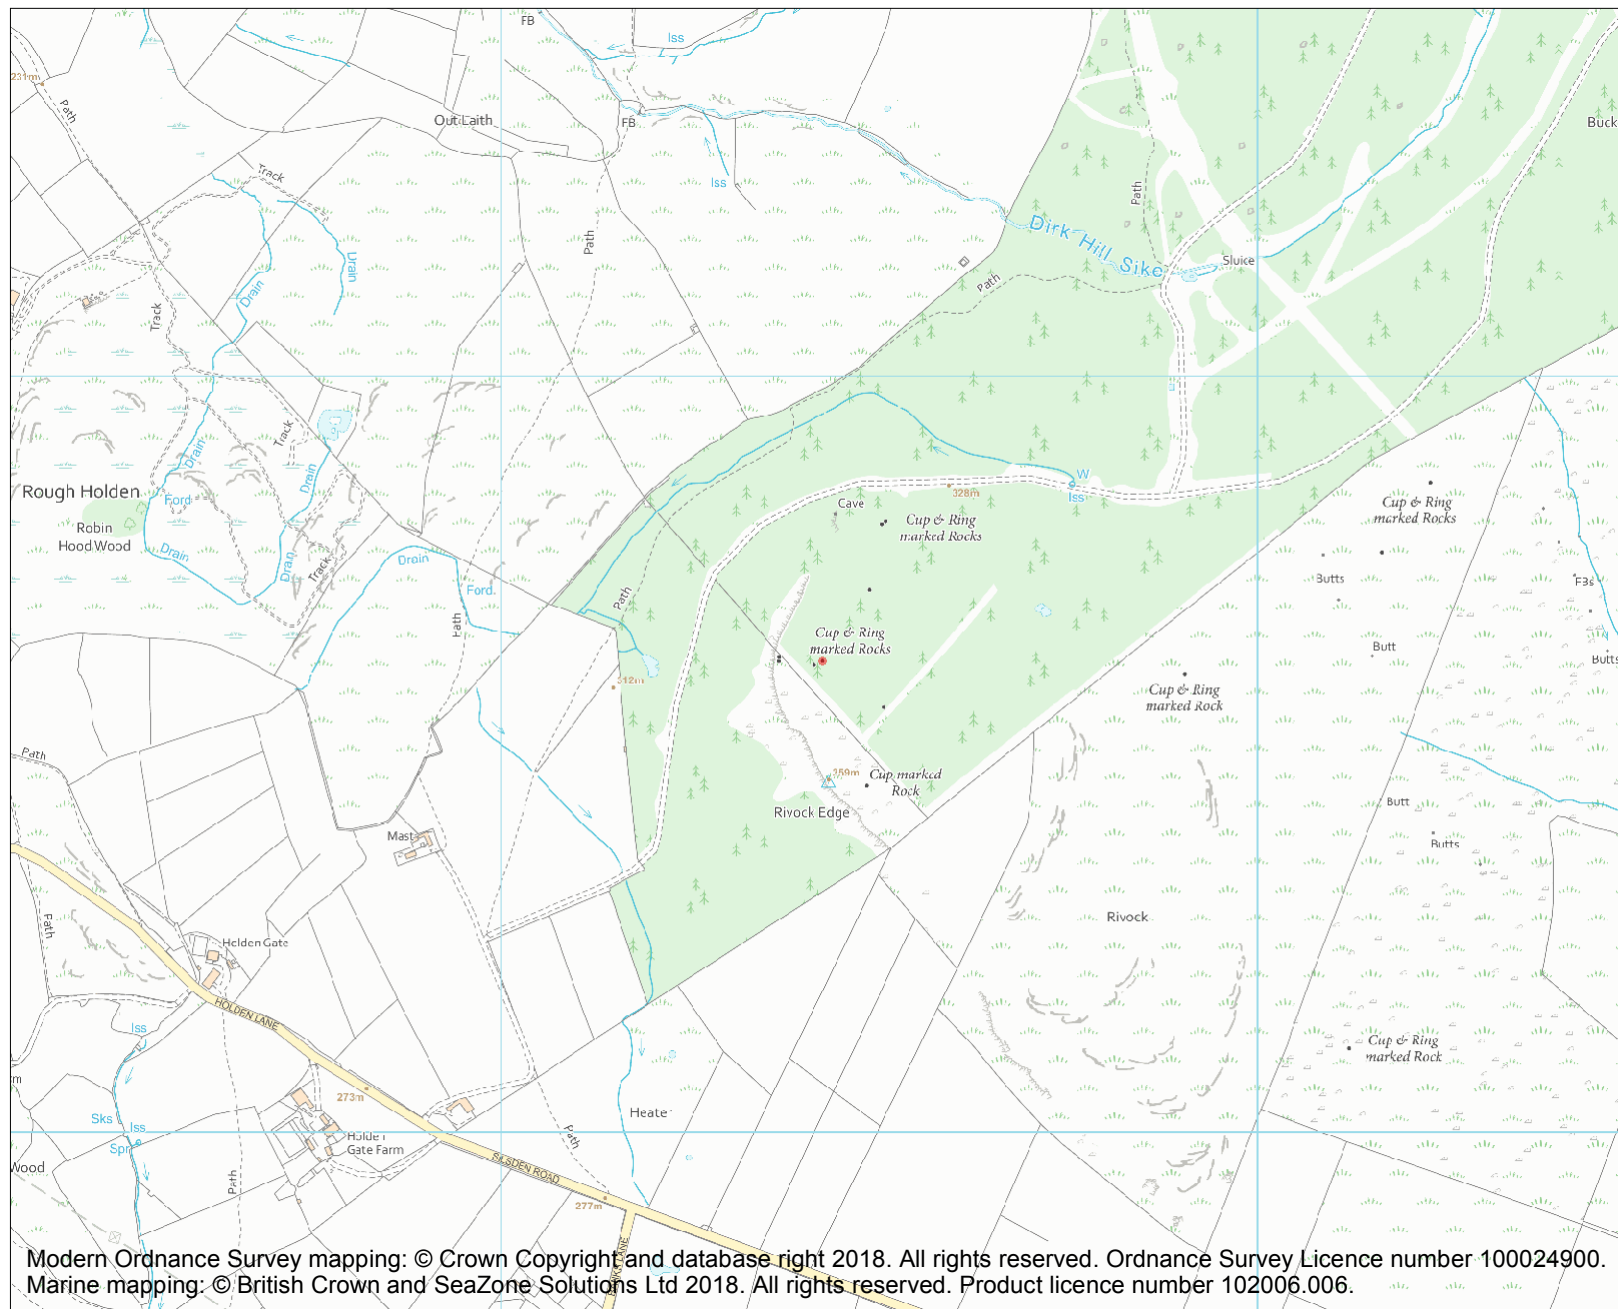 FB
Iss
231m
Path
Out Laith
FB
Buck
Track
Iss
Path
Path
Dirk Hill Sike
Sluice
Drain
Drain
Path
Track
Track
Drain
Drain
W
Iss
328m
Rough Holden
Ford
Cave
Cup & Ring
marked Rocks
Cup & Ring
marked Rocks
Robin
Hood Wood
Drain
Drain
Track
Drain
Ford
Path
Path
Butts
FBs
Cup & Ring
marked Rocks
Butt
Butts
312m
Cup & Ring
marked Rock
Path
359m
Cup marked
Rock
Rivock Edge
Butt
Mast
Butts
Path
Rivock
Holden Gate
HOLDEN LANE
Iss
Cup & Ring
marked Rock
m
273m
Heate
Sks
Iss
Spr
Holden
Gate Farm
Path
Wood
SILSDEN ROAD
Path
277m
Modern Ordnance Survey mapping: © Crown Copyright and database right 2018. All rights reserved. Ordnance Survey Licence number 100024900.
Marine mapping: © British Crown and SeaZone Solutions Ltd 2018. All rights reserved. Product licence number 102006.006.